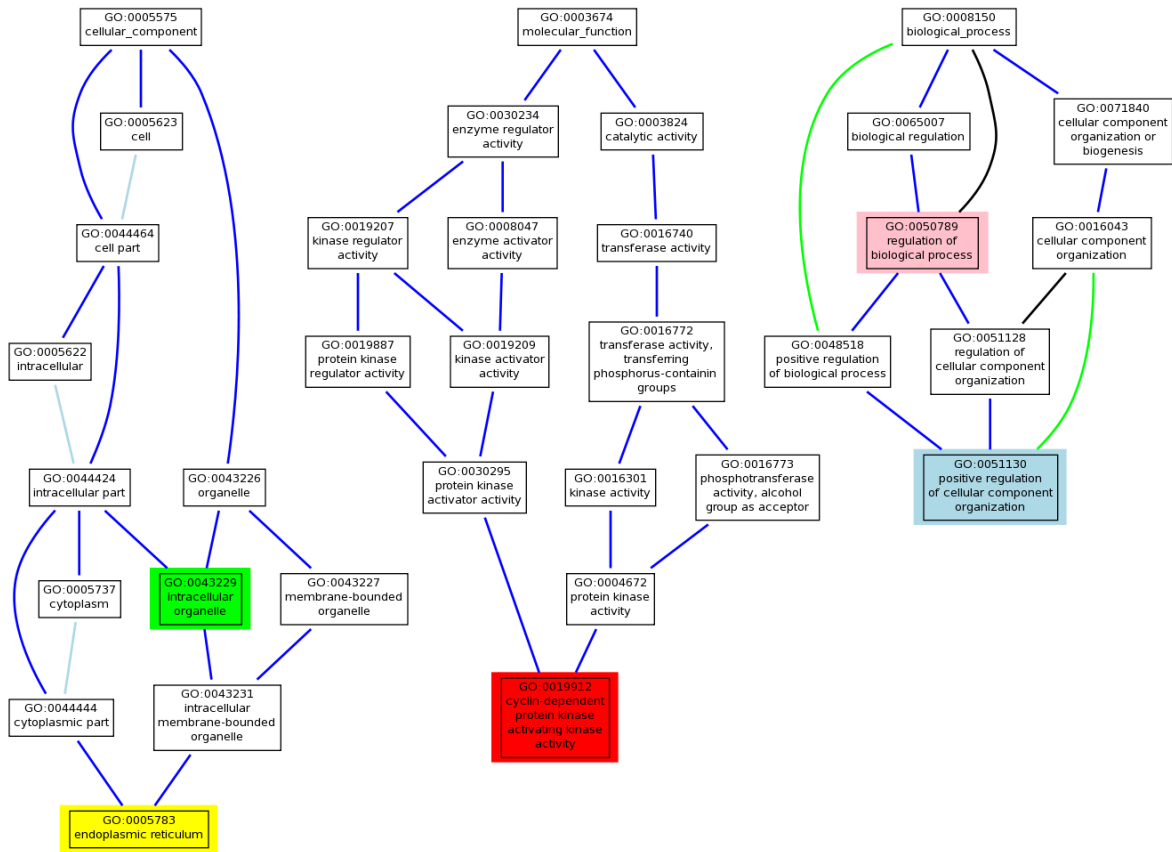 GO:0005575
cellular_component
GO:0003674
molecular_function
GO:0008150
biological_process
GO:0005623
cell
GO:0030234
enzyme regulator
activity
GO:0003824
catalytic activity
GO:0065007
biological regulation
GO:0071840
cellular component
organization or
biogenesis
GO:0044464
cell part
GO:0019207
kinase regulator
activity
GO:0008047
enzyme activator
activity
GO:0016740
transferase activity
GO:0050789
regulation of
biological process
GO:0016043
cellular component
organization
GO:0005622
intracellular
GO:0019887
protein kinase
regulator activity
GO:0019209
kinase activator
activity
GO:0016772
transferase activity,
transferring
phosphorus-containin
groups
GO:0048518
positive regulation
of biological process
GO:0051128
regulation of
cellular component
organization
GO:0044424
intracellular part
GO:0043226
organelle
GO:0030295
protein kinase
activator activity
GO:0016301
kinase activity
GO:0016773
phosphotransferase
activity, alcohol
group as acceptor
GO:0051130
positive regulation
of cellular component
organization
GO:0005737
cytoplasm
GO:0043229
intracellular
organelle
GO:0043227
membrane-bounded
organelle
GO:0004672
protein kinase
activity
GO:0044444
cytoplasmic part
GO:0043231
intracellular
membrane-bounded
organelle
GO:0019912
cyclin-dependent
protein kinase
activating kinase
activity
GO:0005783
endoplasmic reticulum